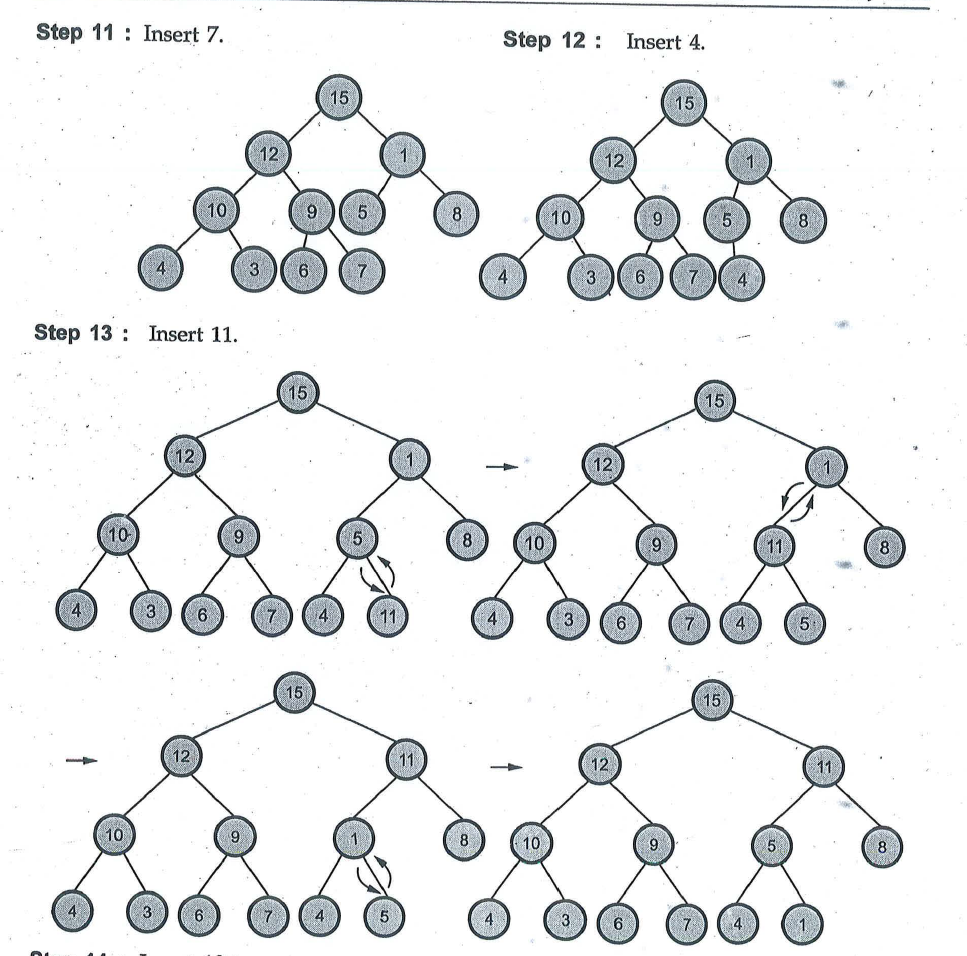 Step 11 : Insert 7.
Step 12 : Insert 4.
15
12 1
10 9 5 8
4 3 6 7
15
12 1
10 9 5 8
4 3 6 7 4
Step 13 : Insert 11.
15
12 1
10 9 5 8
4 3 6 7 4 11
15
12 1
10 9 11 8
4 3 6 7 4 5
15
12 11
10 9 1 8
4 3 6 7 4 5
15
12 11
10 9 5 8
4 3 6 7 4 1